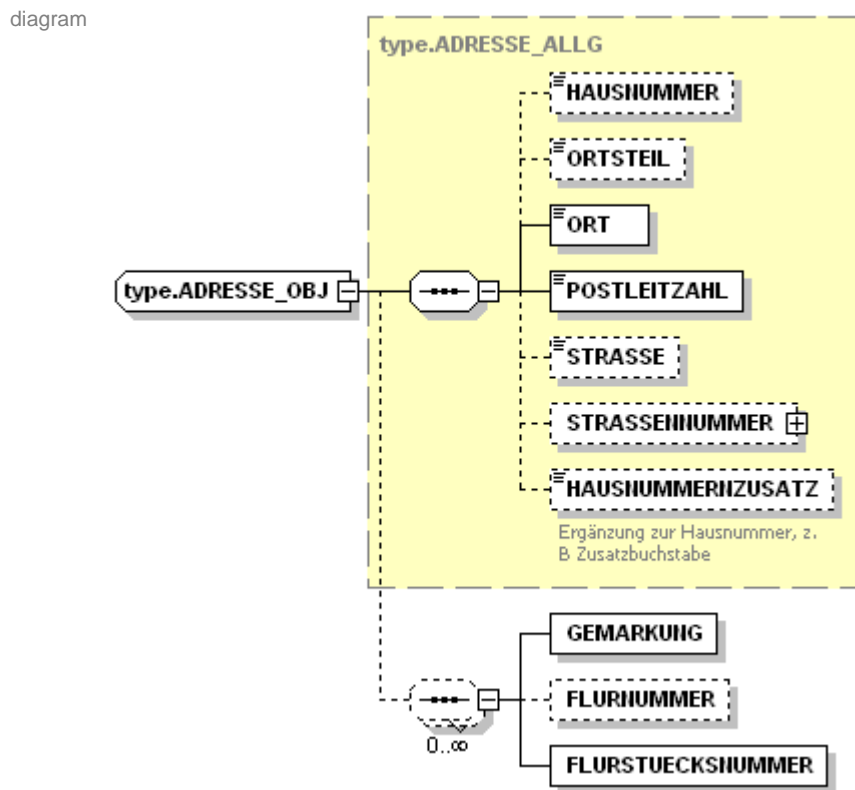 diagram
type.ADRESSE_ALLG
HAUSNUMMER
ORTSTEIL
ORT
type.ADRESSE_OBJ
POSTLEITZAHL
STRASSE
STRASSENNUMMER
HAUSNUMMERNZUSATZ
Ergänzung zur Hausnummer, z.
B Zusatzbuchstabe
GEMARKUNG
FLURNUMMER
0..∞
FLURSTUECKSNUMMER